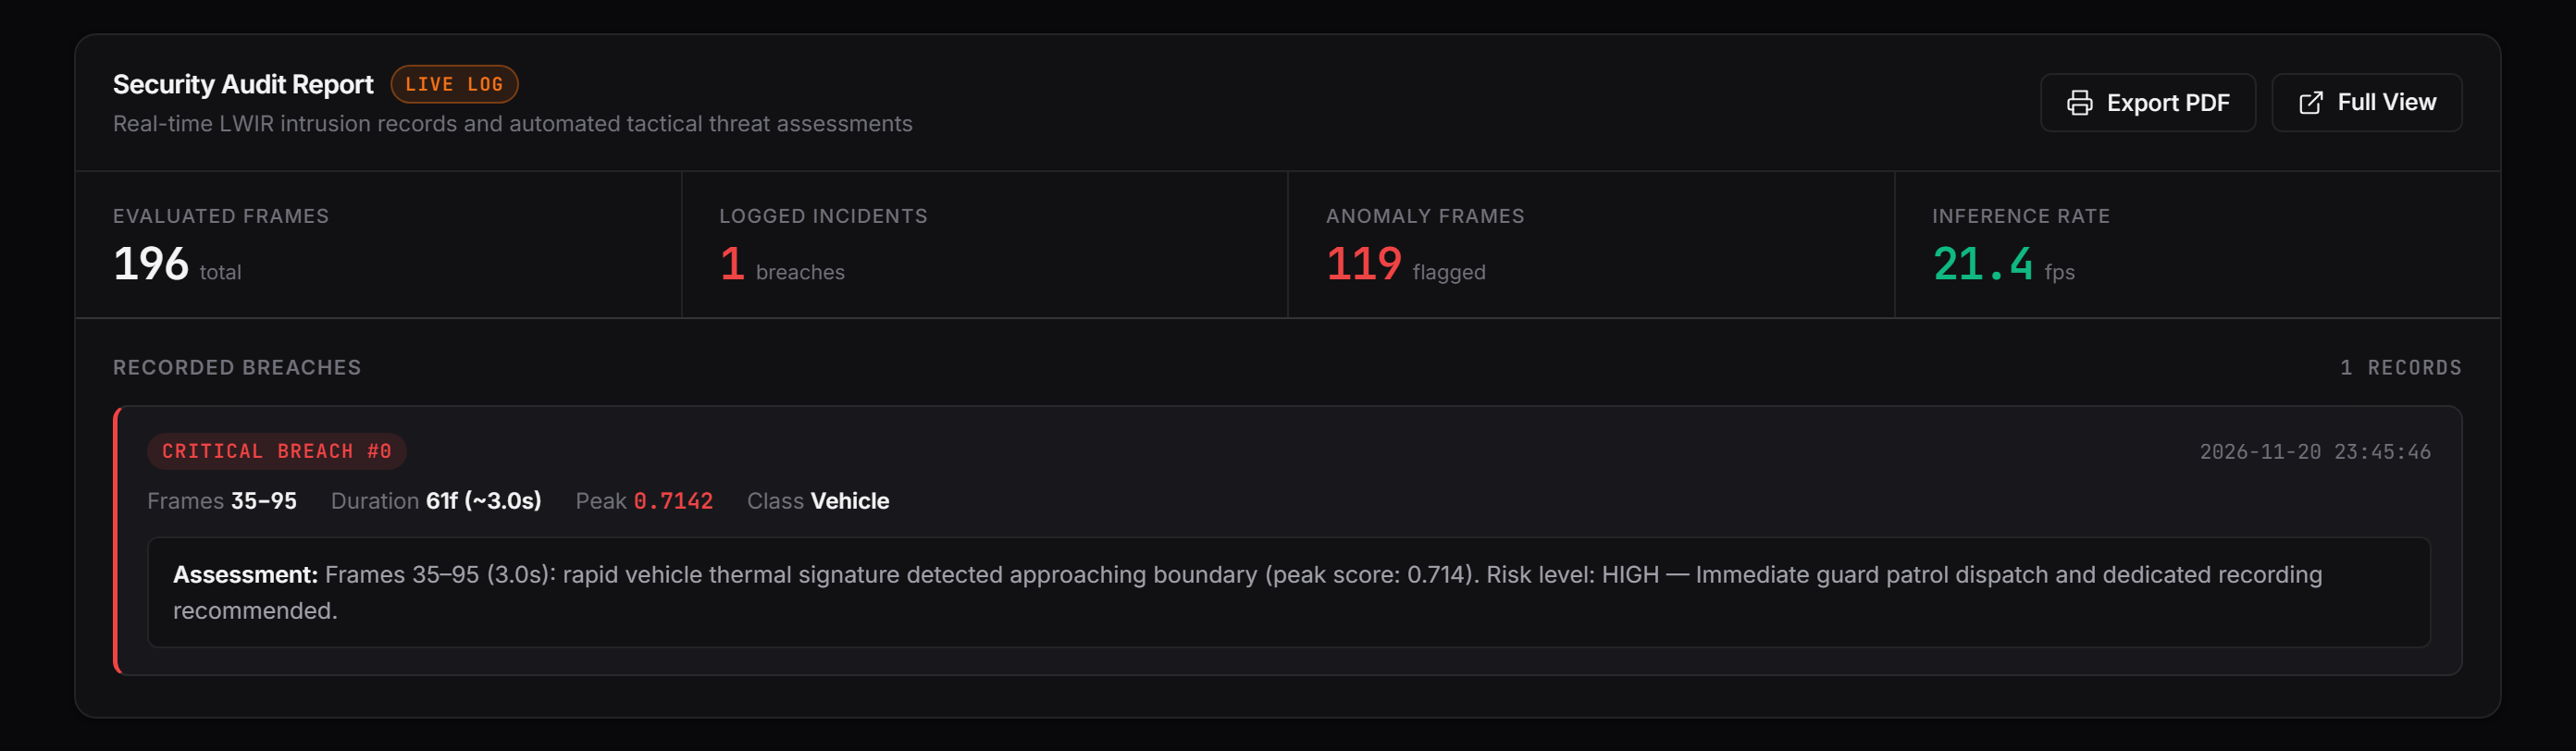 Security Audit Report LIVE LOG
Real-time LWIR intrusion records and automated tactical threat assessments
Export PDF
Full View
EVALUATED FRAMES
196 total
LOGGED INCIDENTS
1 breaches
ANOMALY FRAMES
119 flagged
INFERENCE RATE
21.4 fps
RECORDED BREACHES
1 RECORDS
CRITICAL BREACH #0
2026-11-20 23:45:46
Frames 35–95 Duration 61f (~3.0s) Peak 0.7142 Class Vehicle
Assessment: Frames 35–95 (3.0s): rapid vehicle thermal signature detected approaching boundary (peak score: 0.714). Risk level: HIGH — Immediate guard patrol dispatch and dedicated recording
recommended.